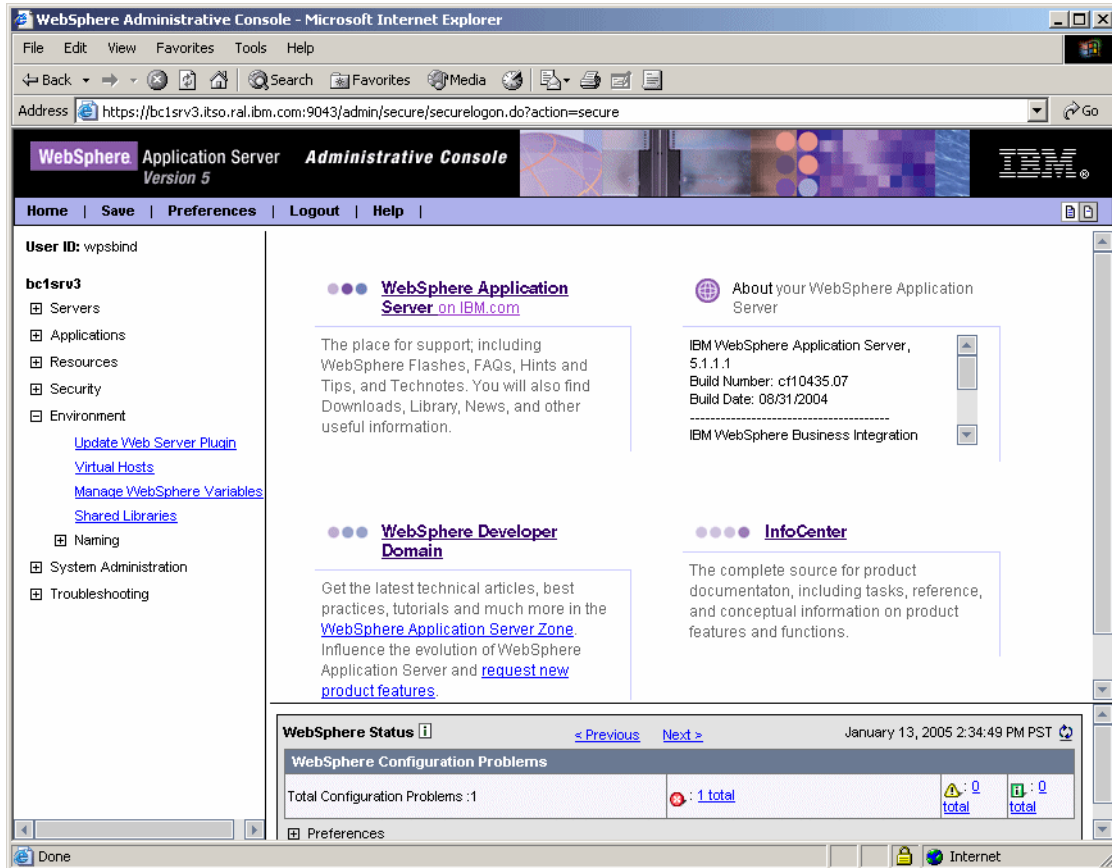 WebSphere Administrative Console - Microsoft Internet Explorer
File Edit View Favorites Tools Help
Back Search Favorites Media
Address https://bc1srv3.itso.ral.ibm.com:9043/admin/secure/securelogon.do?action=secure Go
WebSphere Application Server Administrative Console
Version 5
IBM®
Home | Save | Preferences | Logout | Help |
User ID: wpsbind
bc1srv3
Servers
Applications
Resources
Security
Environment
Update Web Server Plugin
Virtual Hosts
Manage WebSphere Variables
Shared Libraries
Naming
System Administration
Troubleshooting
WebSphere Application
Server on IBM.com
The place for support; including
WebSphere Flashes, FAQs, Hints and
Tips, and Technotes. You will also find
Downloads, Library, News, and other
useful information.
About your WebSphere Application
Server
IBM WebSphere Application Server,
5.1.1.1
Build Number: cf10435.07
Build Date: 08/31/2004
----------------------------------------
IBM WebSphere Business Integration
WebSphere Developer
Domain
Get the latest technical articles, best
practices, tutorials and much more in the
WebSphere Application Server Zone.
Influence the evolution of WebSphere
Application Server and request new
product features.
InfoCenter
The complete source for product
documentaton, including tasks, reference,
and conceptual information on product
features and functions.
WebSphere Status < Previous Next > January 13, 2005 2:34:49 PM PST
WebSphere Configuration Problems
Total Configuration Problems :1 : 1 total : 0 total : 0 total
Preferences
Done Internet